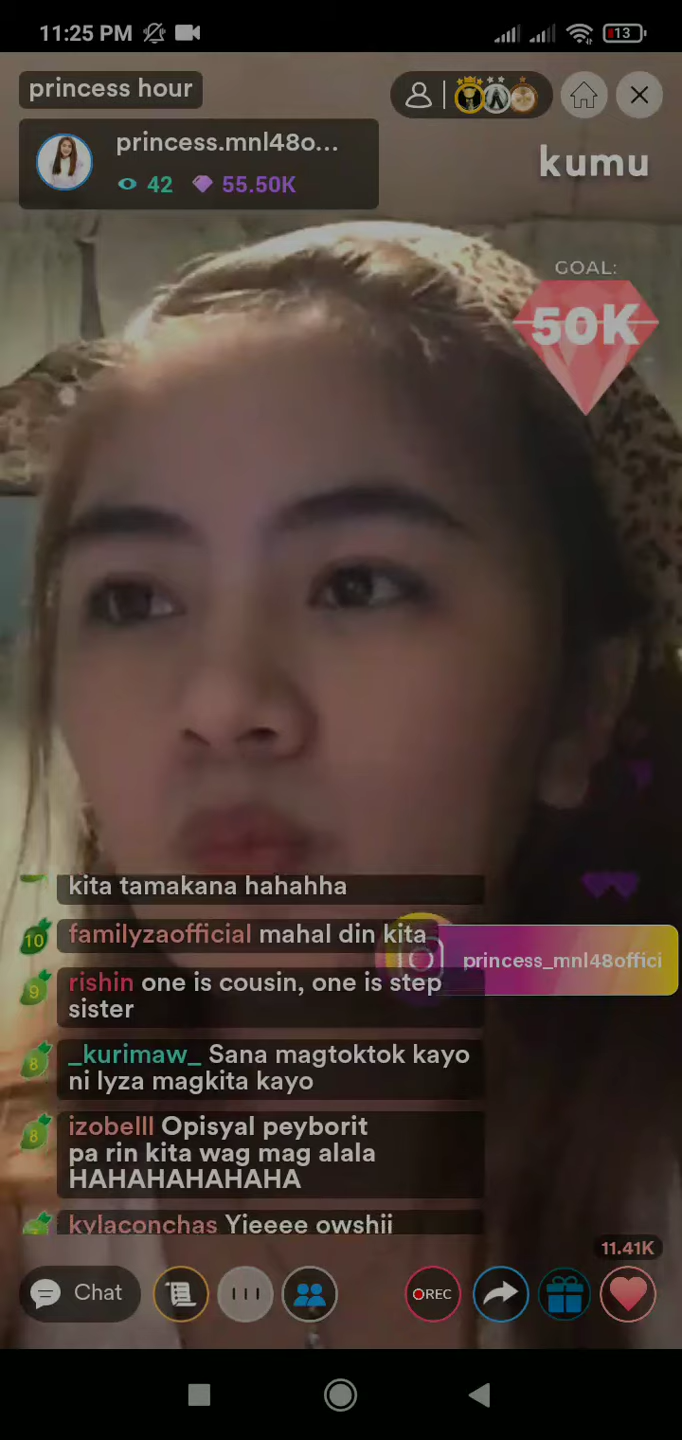 11:25 PM
13
princess hour
princess.mnl48o...
42
55.50K
kumu
GOAL:
50K
kita tamakana hahahha
10
familyzaofficial mahal din kita
princess_mnl48offici
9
rishin one is cousin, one is step
sister
8
_kurimaw_ Sana magtoktok kayo
ni lyza magkita kayo
8
izobelll Opisyal peyborit
pa rin kita wag mag alala
HAHAHAHAHAHA
kylaconchas Yieeee owshii
11.41K
Chat
REC